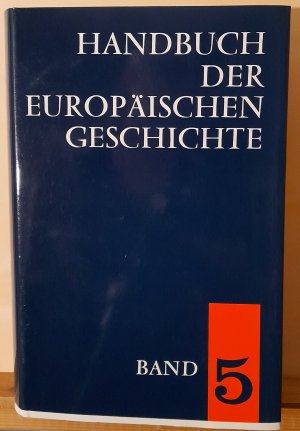 HANDBUCH
DER
EUROPÄISCHEN
GESCHICHTE
BAND 5